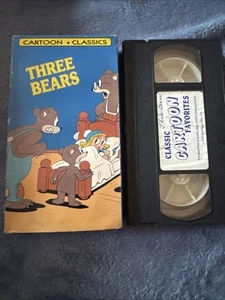 CARTOON • CLASSICS
THREE
BEARS
CLASSIC
CARTOON
FAVORITES